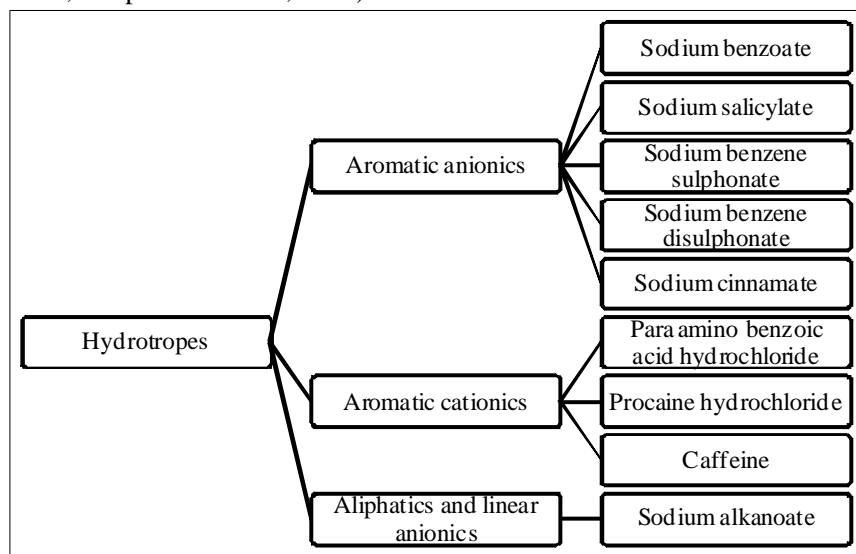 Sodium benzoate
Sodium salicylate
Aromatic anionics
Sodium benzene
sulphonate
Sodium benzene
disulphonate
Sodium cinnamate
Hydrotropes
Para amino benzoic
acid hydrochloride
Aromatic cationics
Procaine hydrochloride
Caffeine
Aliphatics and linear
anionics
Sodium alkanoate